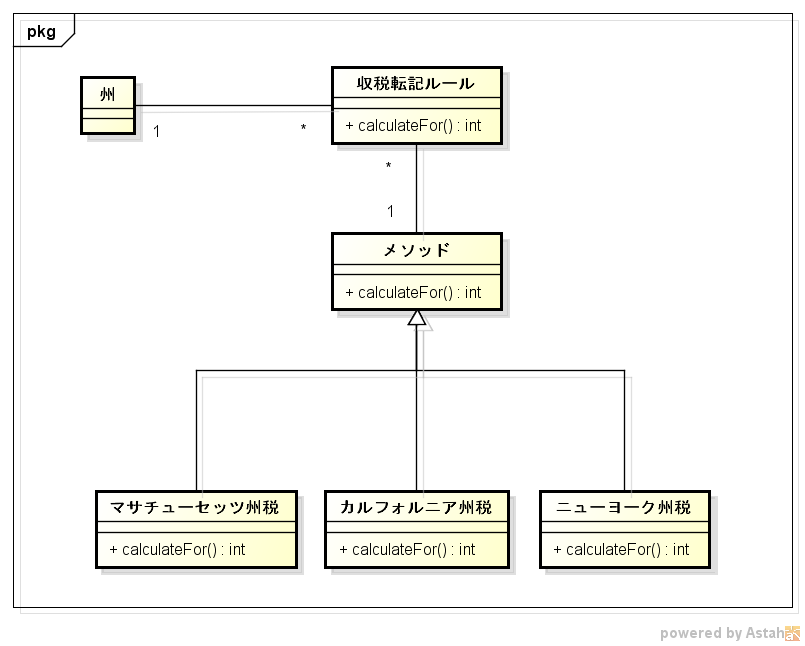 pkg
州
収税転記ルール
+ calculateFor() : int
1
*
*
1
メソッド
+ calculateFor() : int
マサチューセッツ州税
カルフォルニア州税
ニューヨーク州税
+ calculateFor() : int
+ calculateFor() : int
+ calculateFor() : int
powered by Astah